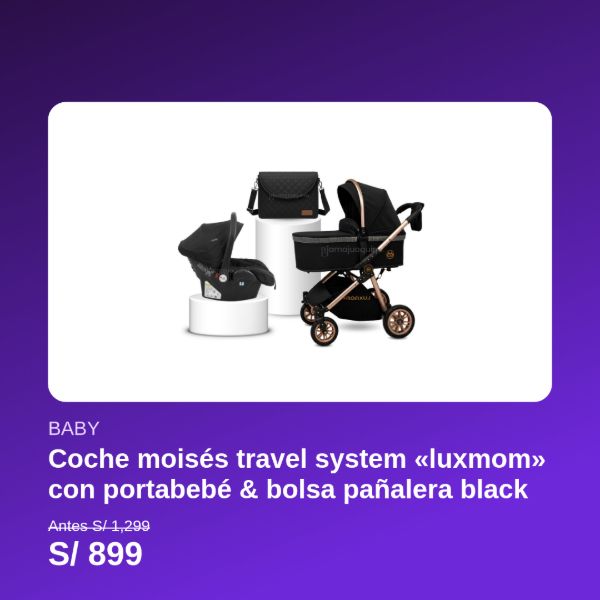 BABY
Coche moisés travel system «luxmom»
con portabebé & bolsa pañalera black
Antes S/ 1,299
S/ 899